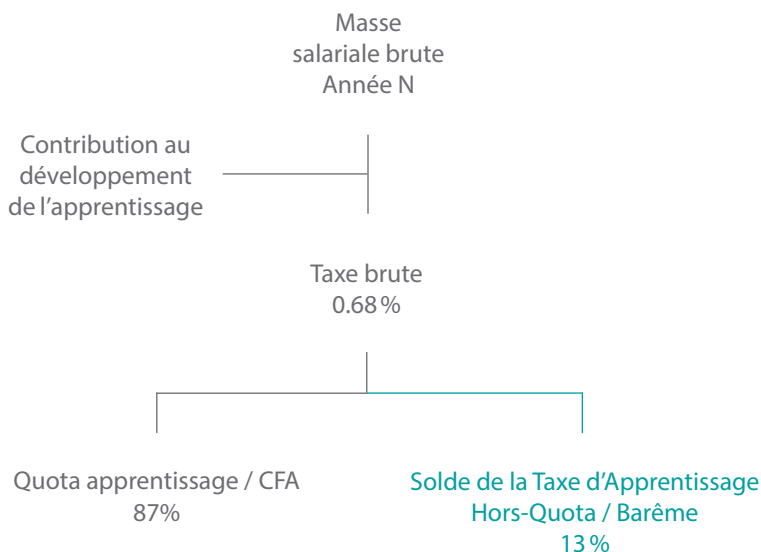 Masse
salariale brute
Année N
Contribution au
développement
de l'apprentissage
Taxe brute
0.68 %
Quota apprentissage / CFA
87%
Solde de la Taxe d'Apprentissage
Hors-Quota / Barême
13 %